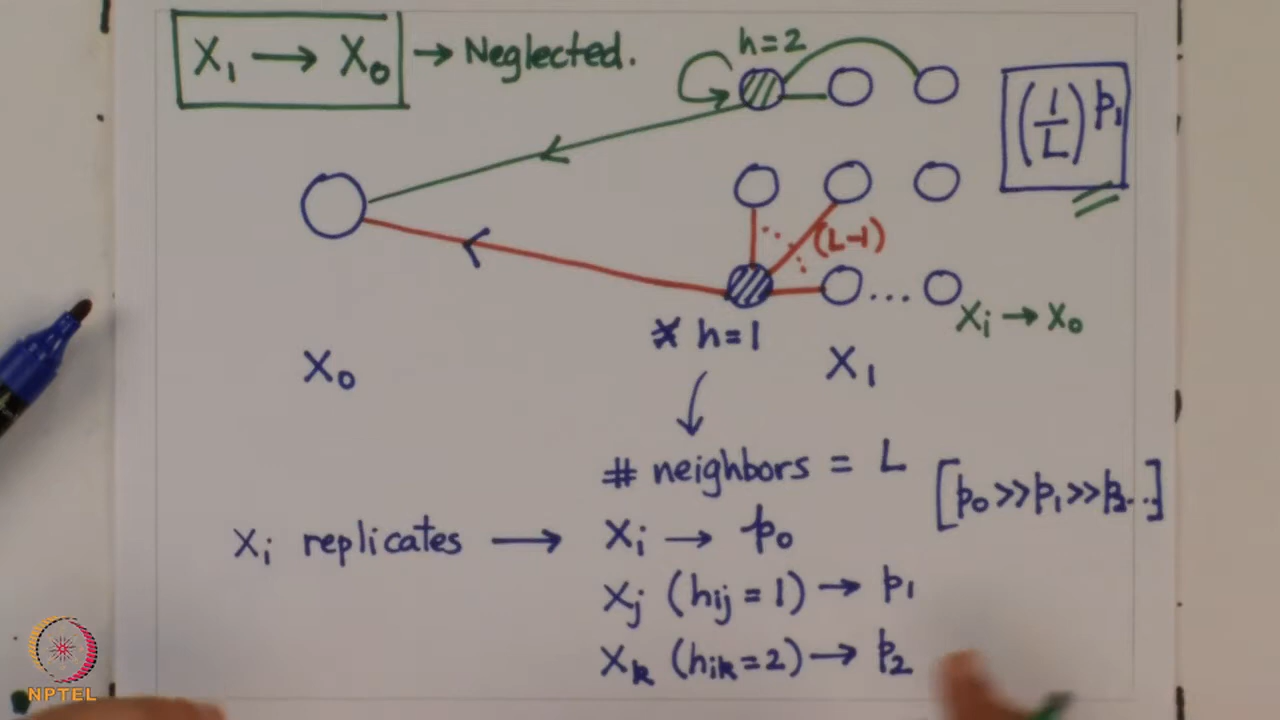 X₁ → X₀ → Neglected.
h=2
(1/L)^p₁
(L-1)
Xᵢ → X₀
* h=1
X₀
X₁
# neighbors = L
[p₀ >> p₁ >> p₂...]
Xᵢ replicates → Xᵢ → p₀
Xⱼ (hᵢⱼ = 1) → p₁
Xₖ (hᵢₖ = 2) → p₂
NPTEL